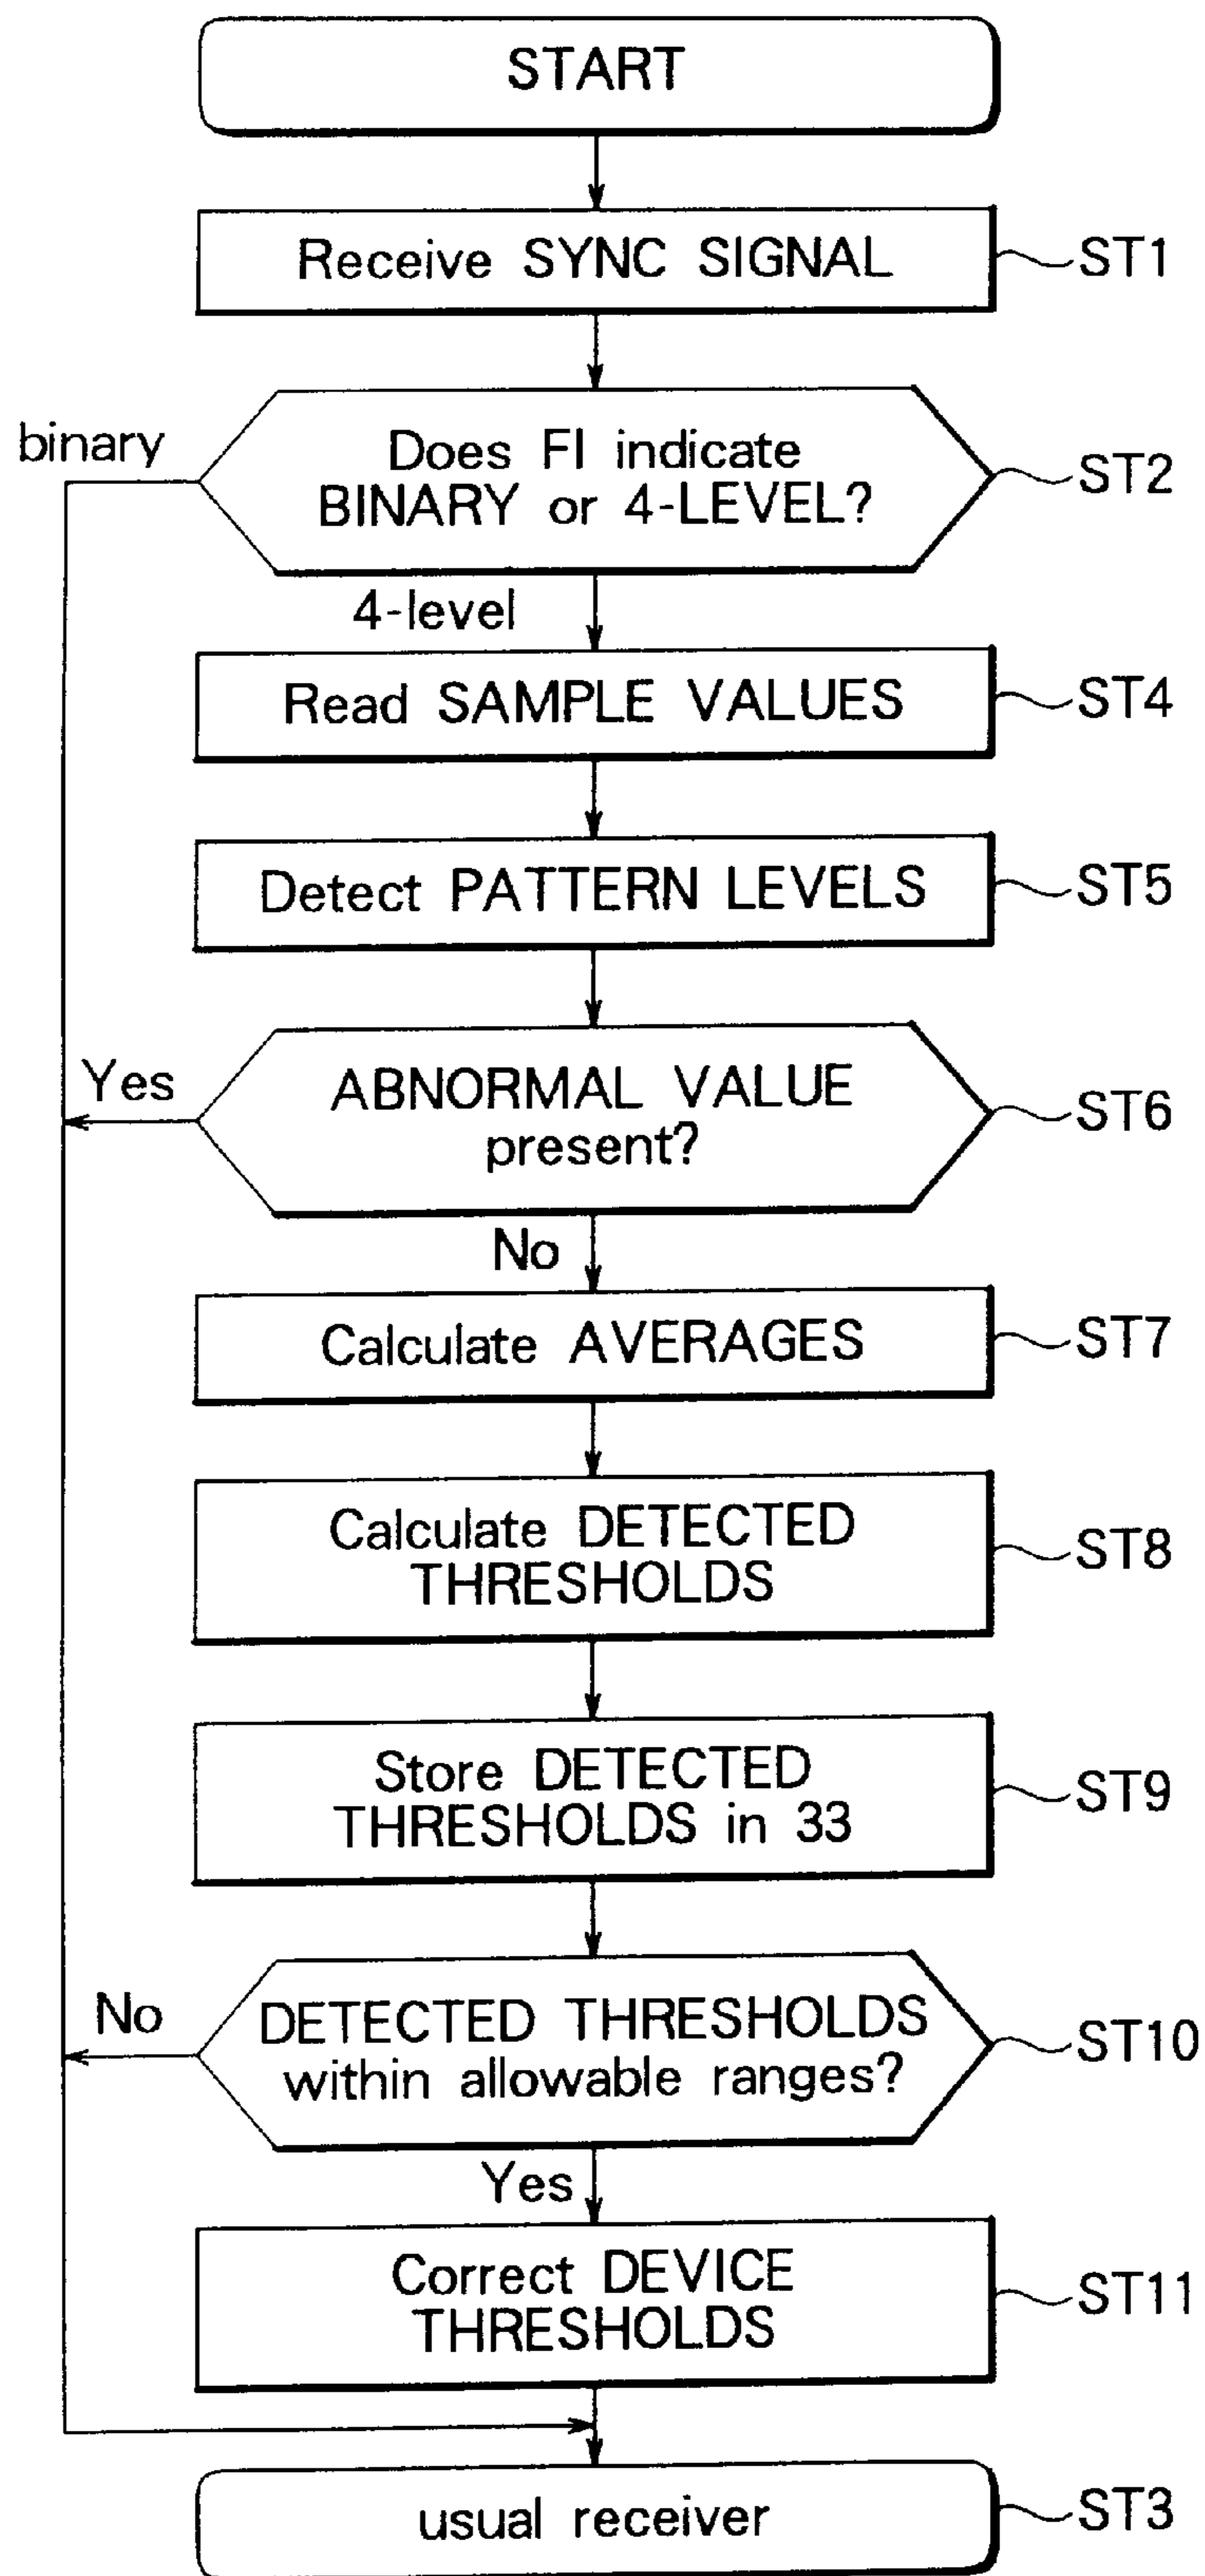 START
Receive SYNC SIGNAL
ST1
binary
Does FI indicate
BINARY or 4-LEVEL?
ST2
4-level
Read SAMPLE VALUES
ST4
Detect PATTERN LEVELS
ST5
Yes
ABNORMAL VALUE
present?
ST6
No
Calculate AVERAGES
ST7
Calculate DETECTED
THRESHOLDS
ST8
Store DETECTED
THRESHOLDS in 33
ST9
No
DETECTED THRESHOLDS
within allowable ranges?
ST10
Yes
Correct DEVICE
THRESHOLDS
ST11
usual receiver
ST3